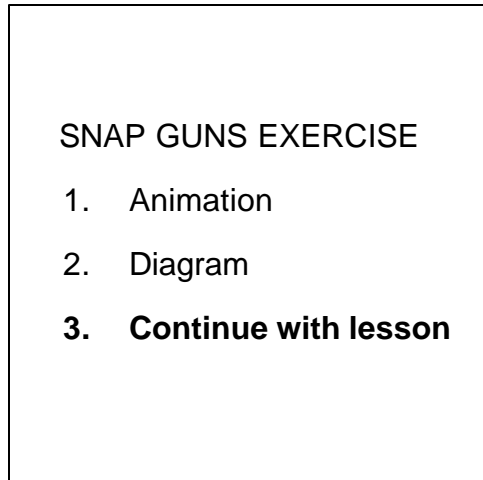 SNAP GUNS EXERCISE
1. Animation
2. Diagram
3. Continue with lesson